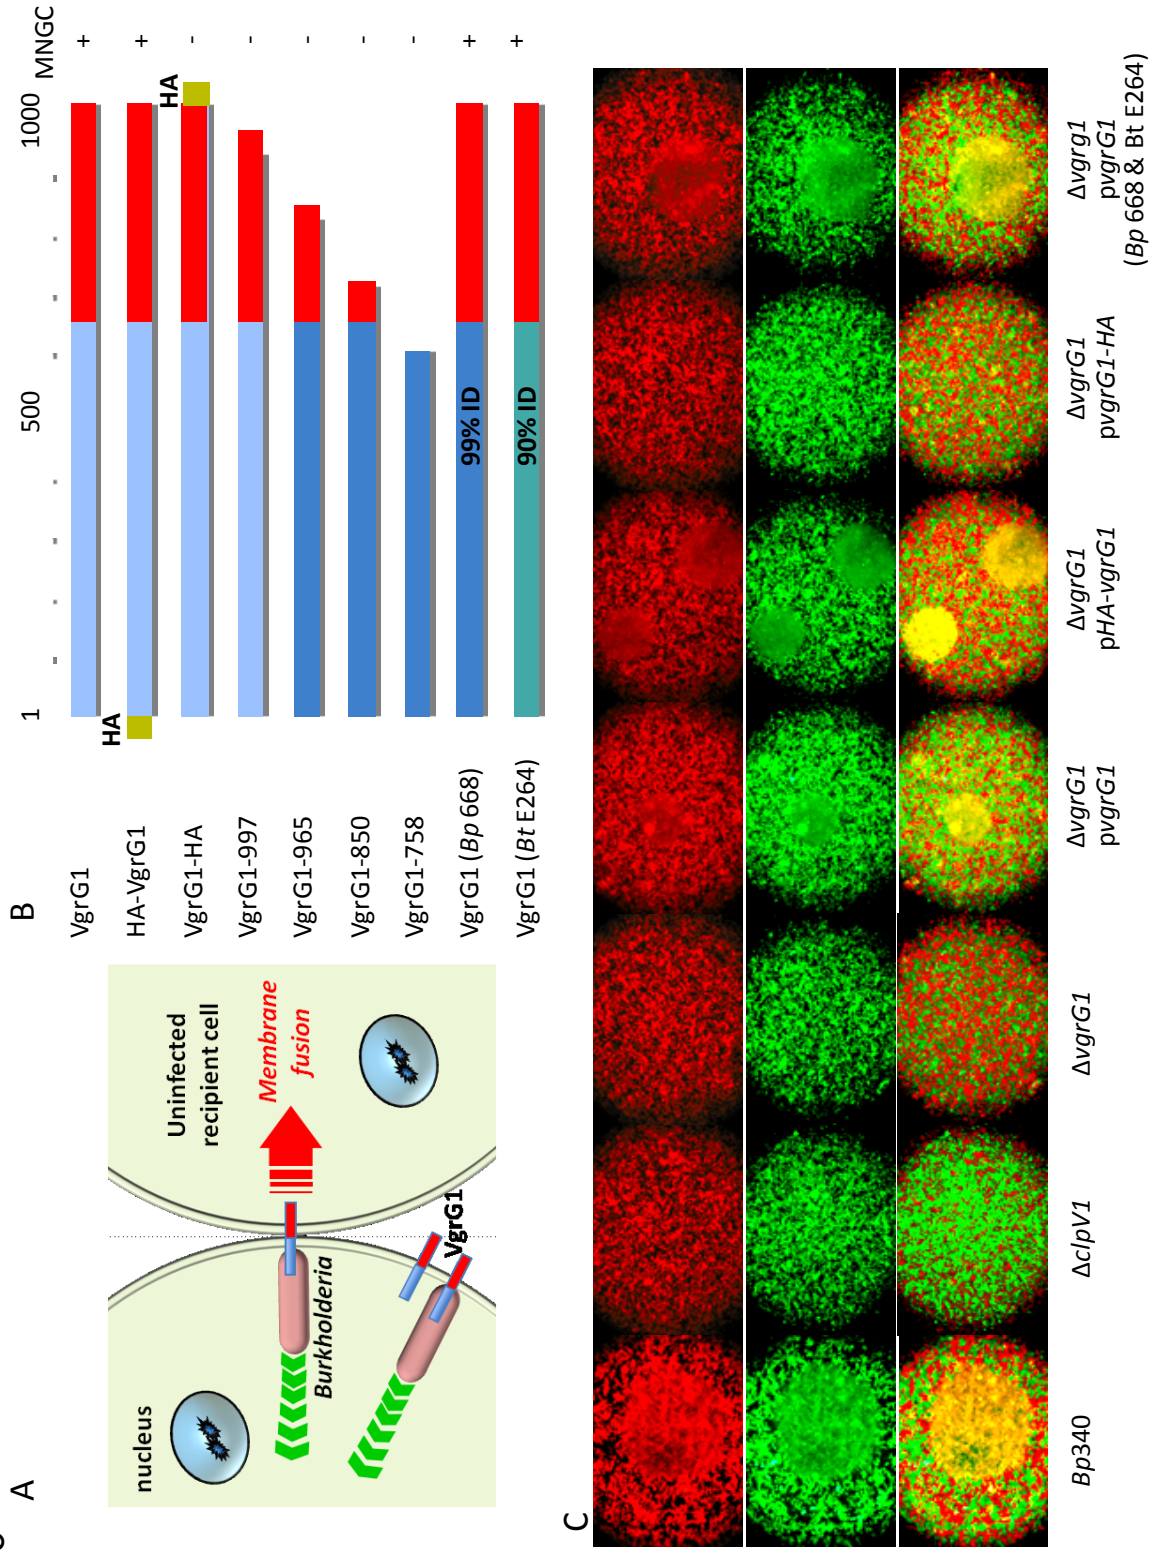 A
nucleus
Burkholderia
VgrG1
Uninfected
recipient cell
Membrane
fusion
B
1
500
1000
MNGC
VgrG1
+
HA
HA-VgrG1
+
VgrG1-HA
HA
-
VgrG1-997
-
VgrG1-965
-
VgrG1-850
-
VgrG1-758
-
VgrG1 (Bp 668)
99% ID
+
VgrG1 (Bt E264)
90% ID
+
C
Bp340
ΔclpV1
ΔvgrG1
ΔvgrG1
pvgrG1
ΔvgrG1
pHA-vgrG1
ΔvgrG1
pvgrG1-HA
Δvgrg1
pvgrG1
(Bp 668 & Bt E264)